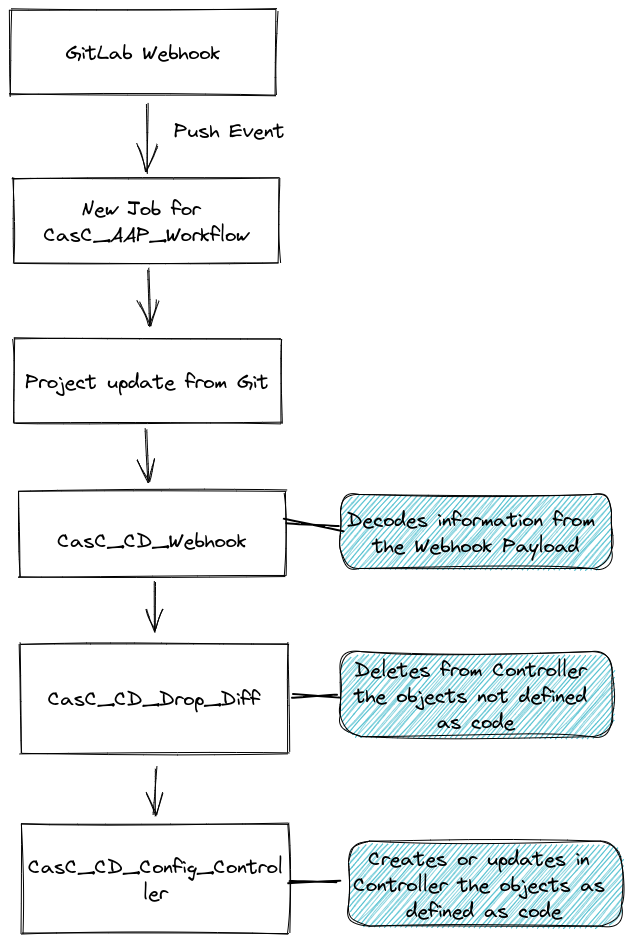 GitLab Webhook
Push Event
New Job for
CasC_AAP_Workflow
Project update from Git
CasC_CD_Webhook
Decodes information from
the Webhook Payload
CasC_CD_Drop_Diff
Deletes from Controller
the objects not defined
as code
CasC_CD_Config_Control
ler
Creates or updates in
Controller the objects as
defined as code